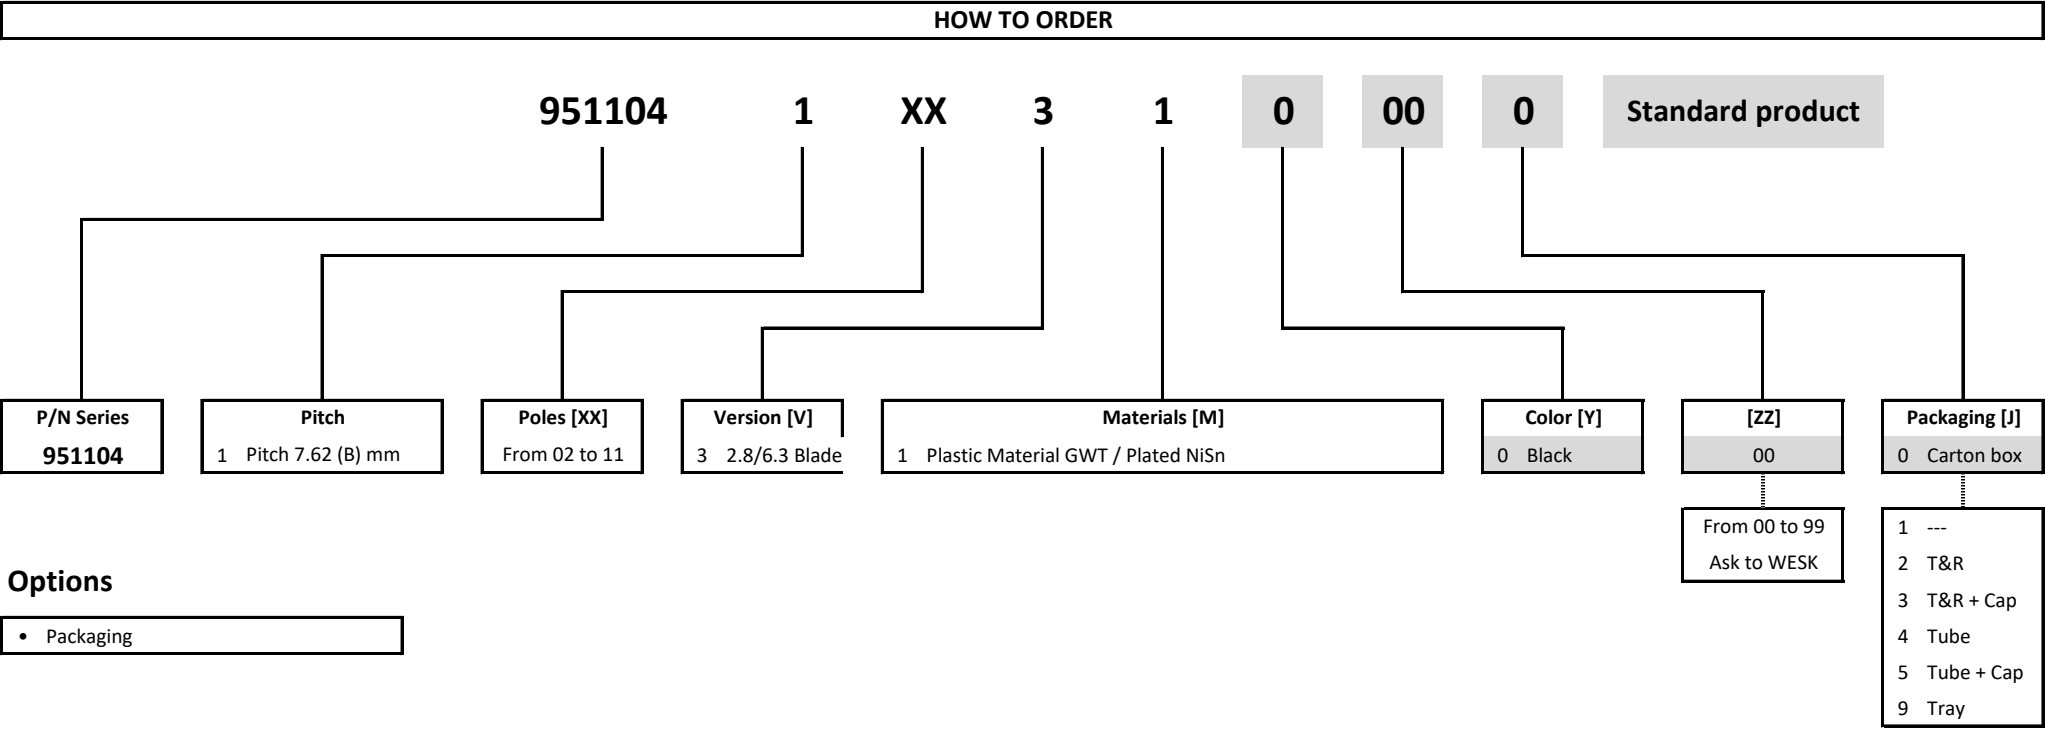 HOW TO ORDER
951104 1 XX 3 1 0 00 0 Standard product
P/N Series Pitch Poles [XX] Version [V] Materials [M] Color [Y] [ZZ] Packaging [J]
951104 1 Pitch 7.62 (B) mm From 02 to 11 3 2.8/6.3 Blade 1 Plastic Material GWT / Plated NiSn 0 Black 00 0 Carton box
From 00 to 99 1 ---
Ask to WESK 2 T&R
Options
3 T&R + Cap
• Packaging 4 Tube
5 Tube + Cap
9 Tray